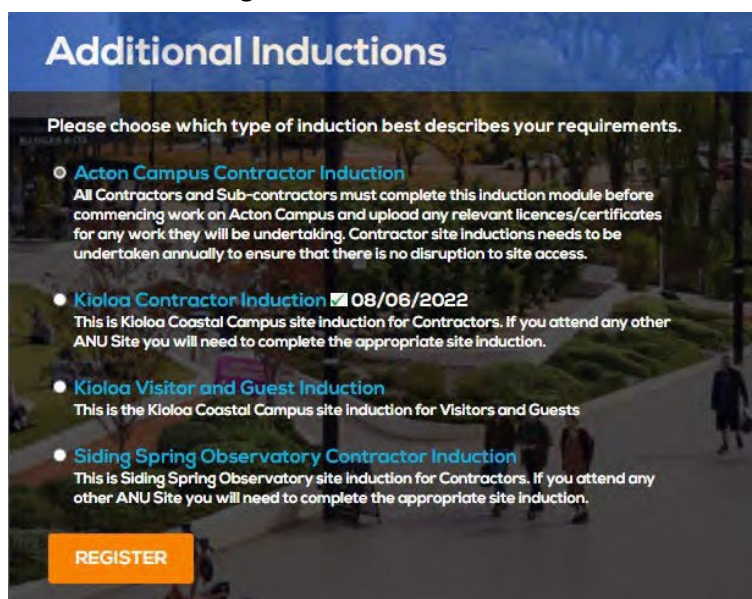 Additional Inductions
Please choose which type of induction best describes your requirements.
Acton Campus Contractor Induction
All Contractors and Sub-contractors must complete this induction module before
commencing work on Acton Campus and upload any relevant licences/certificates
for any work they will be undertaking. Contractor site inductions needs to be
undertaken annually to ensure that there is no disruption to site access.
Kioloa Contractor Induction ✅ 08/06/2022
This is Kioloa Coastal Campus site induction for Contractors. If you attend any other
ANU Site you will need to complete the appropriate site induction.
Kioloa Visitor and Guest Induction
This is the Kioloa Coastal Campus site induction for Visitors and Guests
Siding Spring Observatory Contractor Induction
This is Siding Spring Observatory site induction for Contractors. If you attend any
other ANU Site you will need to complete the appropriate site induction.
REGISTER